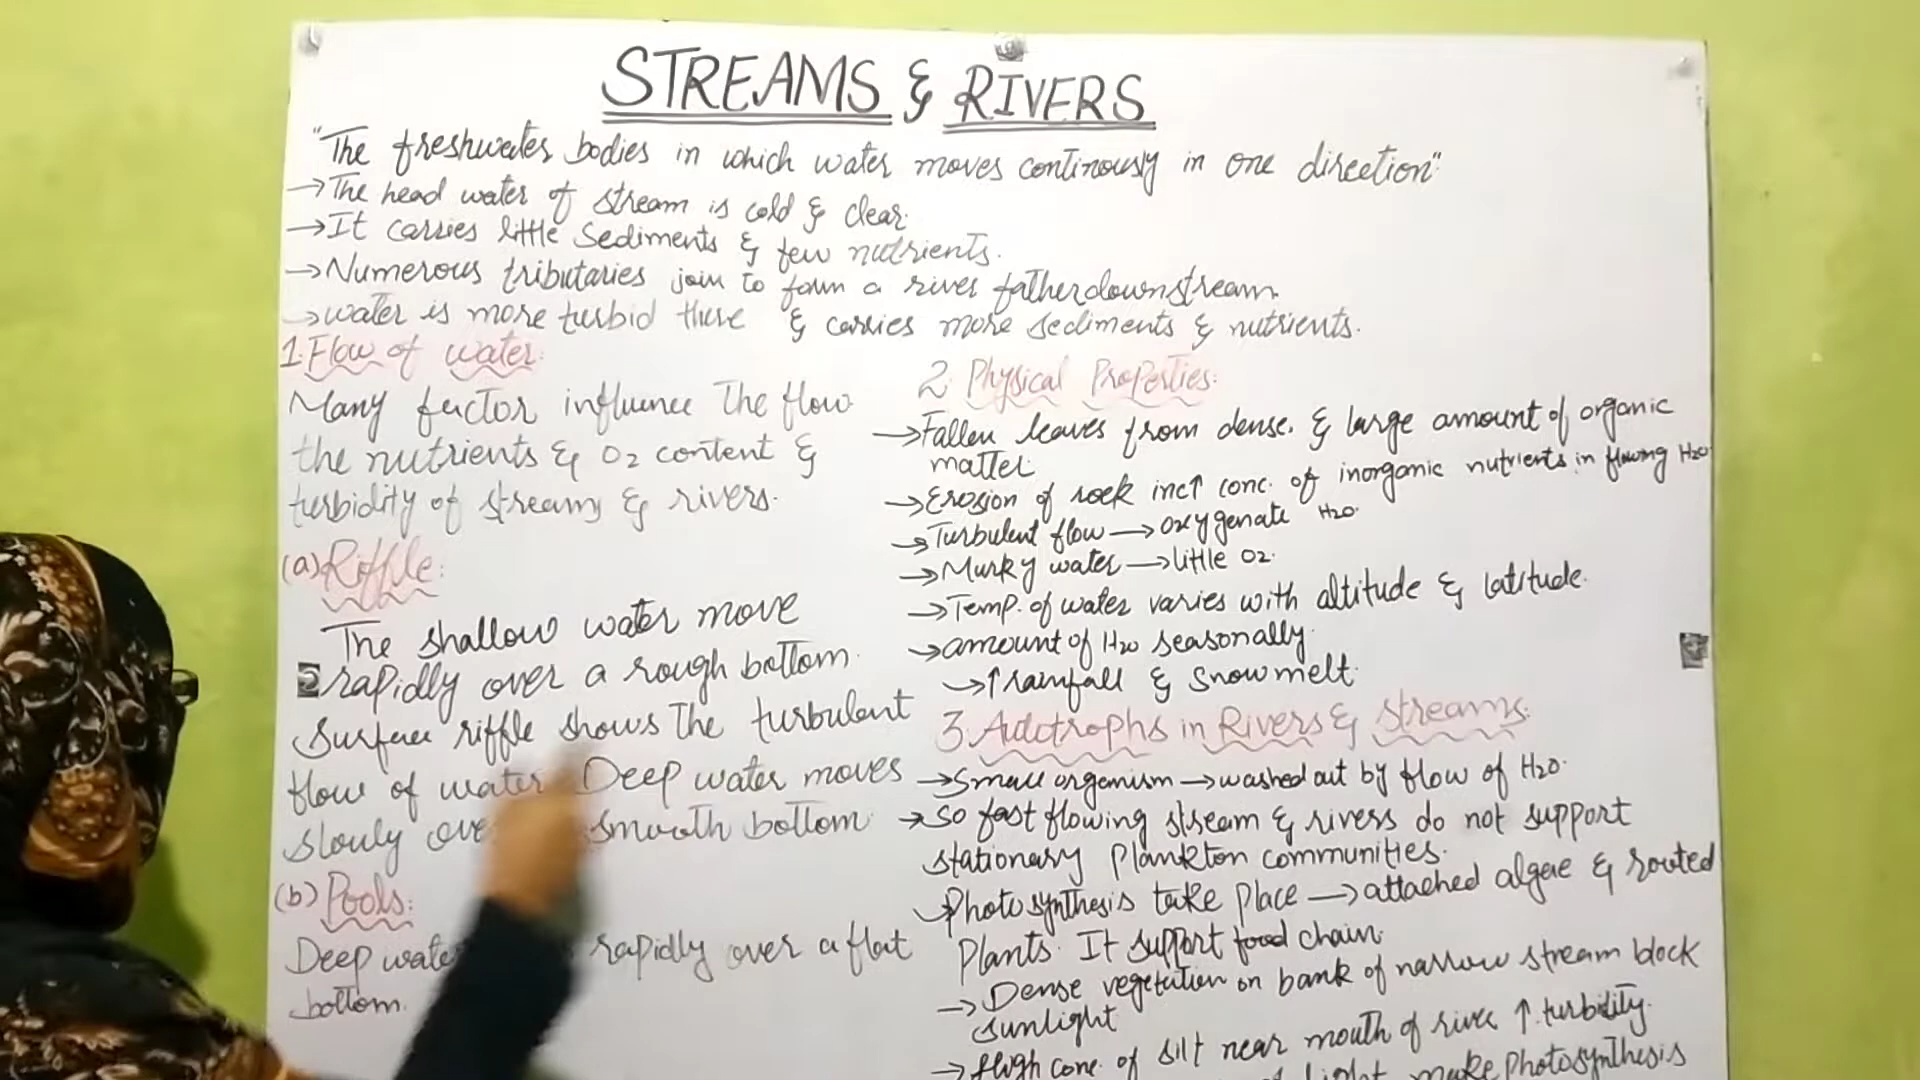 STREAMS & RIVERS
"The freshwater bodies in which water moves continously in one direction"
→The head water of stream is cold & clear.
→It carries little Sediments & few nutrients.
→Numerous tributaries join to form a river fatherdownstream.
→water is more turbid there & carries more sediments & nutrients.
1. Flow of water:
Many factor influence The flow
the nutrients & O2 content &
turbidity of streams & rivers.
(a) Riffle:
The shallow water move
rapidly over a rough bottom.
Surface riffle shows The turbulent
flow of water Deep water moves
slowly over smooth bottom.
(b) Pools:
Deep water rapidly over a flat
bottom.
2. Physical Properties:
→Fallen leaves from dense. & large amount of organic
matter.
→Erosion of rock inc↑ conc. of inorganic nutrients in flowing H2O.
→Turbulent flow → oxygenate H2O.
→Murky water → little O2.
→Temp. of water varies with altitude & latitude.
→amount of H2O seasonally.
→↑rainfall & Snowmelt.
3. Autotrophs in Rivers & streams:
→Small organism → washed out by flow of H2O.
→So fast flowing stream & rivers do not support
stationary Plankton communities.
→Photosynthesis take place → attached algae & rooted
Plants. It support food chain.
→Dense vegetation on bank of narrow stream block
sunlight
→High conc. of silt near mouth of river ↑ turbidity.
of light make Photosynthesis